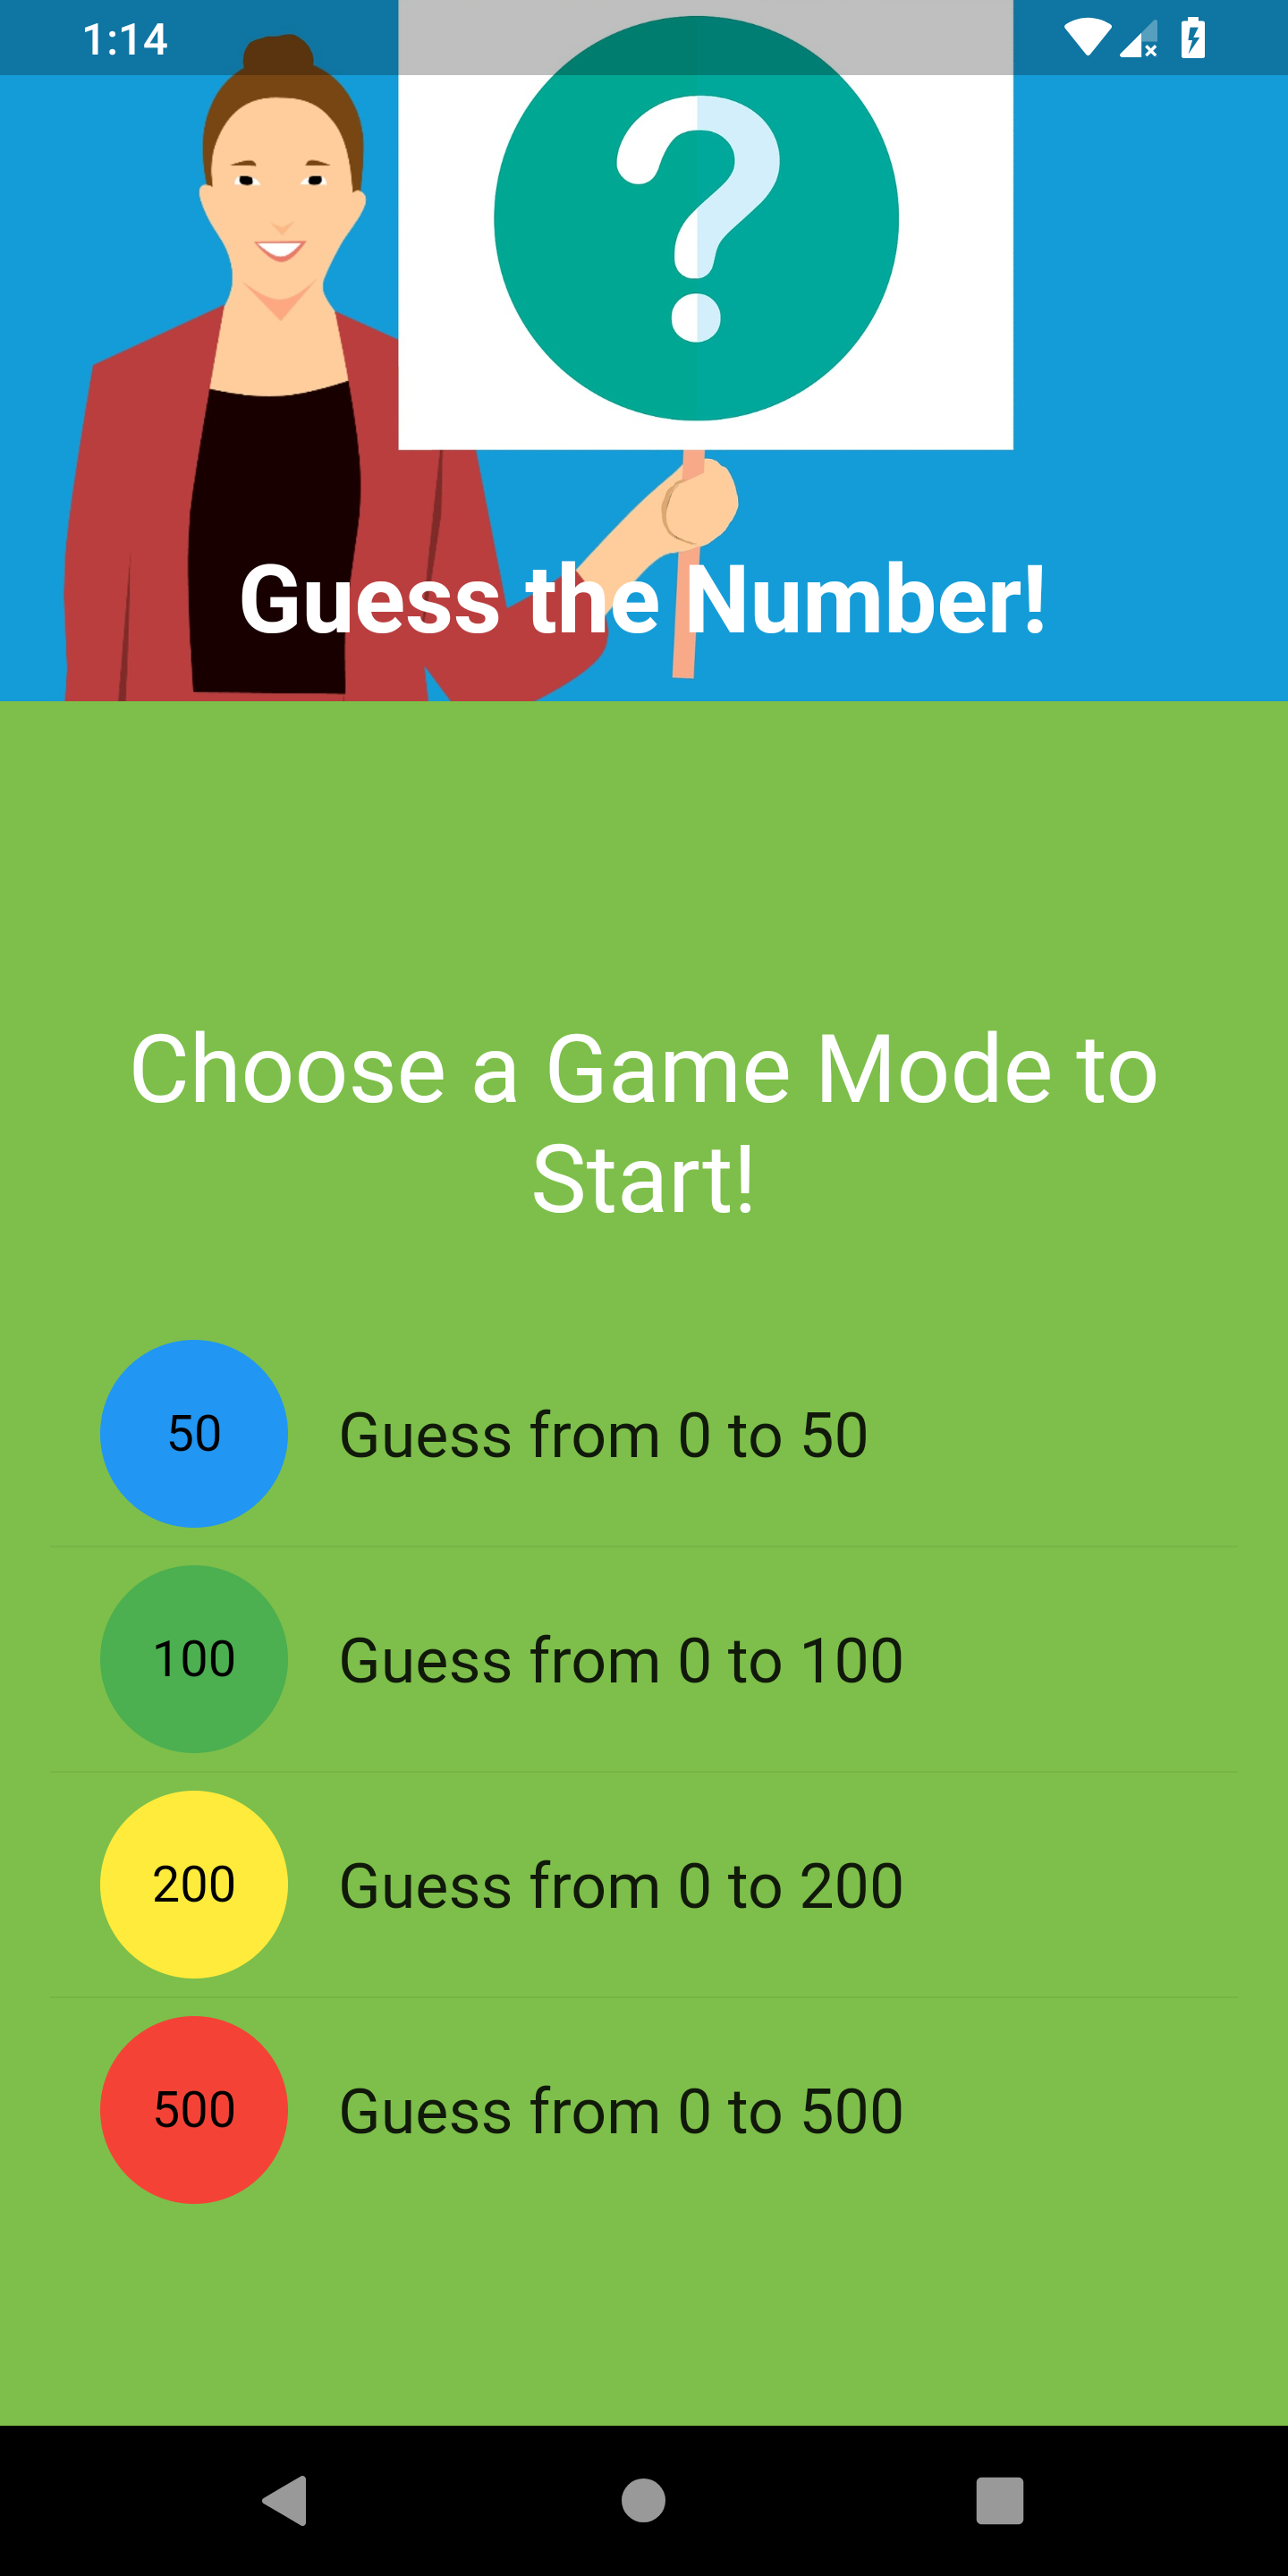 1:14
?
Guess the Number!
Choose a Game Mode to
Start!
50 Guess from 0 to 50
100 Guess from 0 to 100
200 Guess from 0 to 200
500 Guess from 0 to 500